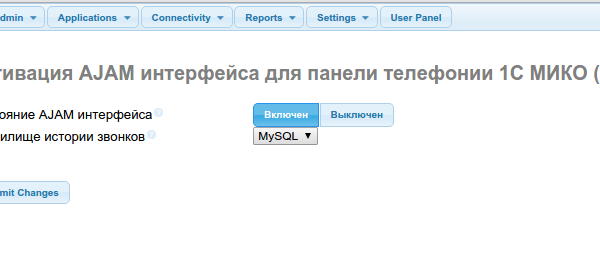 dmin Applications Connectivity Reports Settings User Panel
тивация AJAM интерфейса для панели телефонии 1С МИКО (
ояние AJAM интерфейса ? Включен Выключен
илище истории звонков ? MySQL
mit Changes